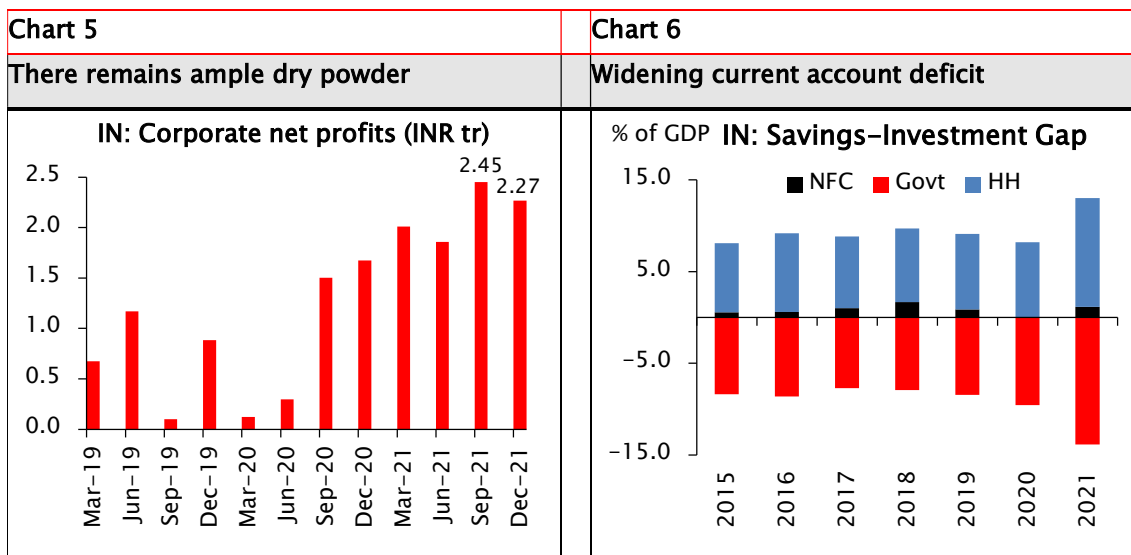 Chart 5
There remains ample dry powder
IN: Corporate net profits (INR tr)
2.45
2.27
2.5
2.0
1.5
1.0
0.5
0.0
Mar-19
Jun-19
Sep-19
Dec-19
Mar-20
Jun-20
Sep-20
Dec-20
Mar-21
Jun-21
Sep-21
Dec-21
Chart 6
Widening current account deficit
% of GDP IN: Savings-Investment Gap
NFC Govt HH
15.0
5.0
-5.0
-15.0
2015
2016
2017
2018
2019
2020
2021